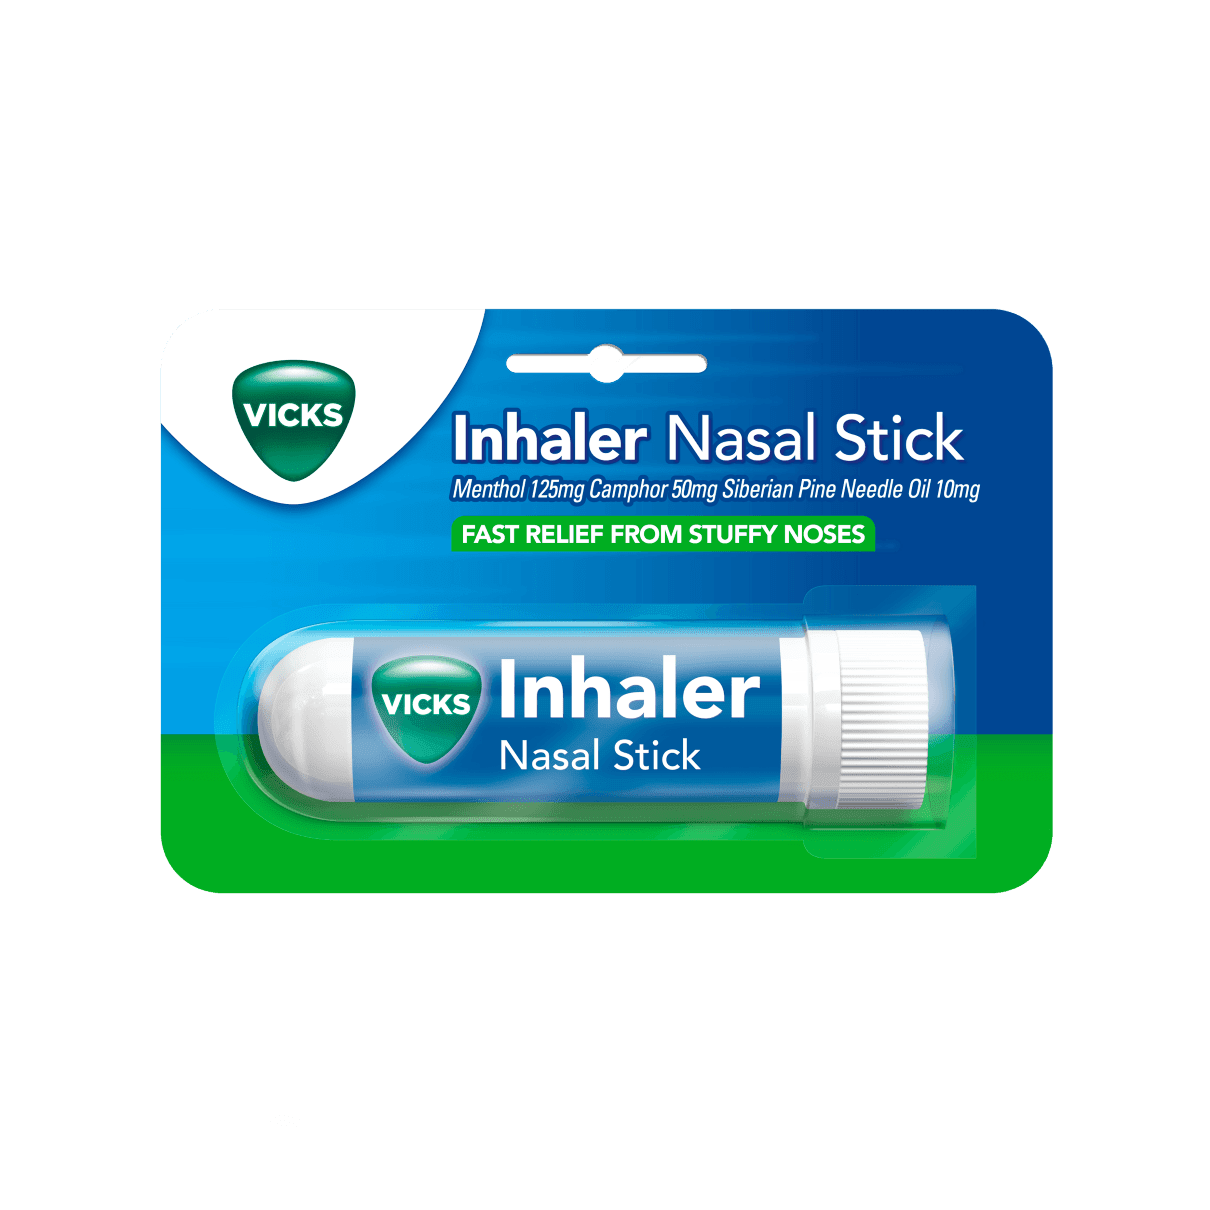 VICKS
Inhaler Nasal Stick
Menthol 125mg Camphor 50mg Siberian Pine Needle Oil 10mg
FAST RELIEF FROM STUFFY NOSES
VICKS
Inhaler
Nasal Stick